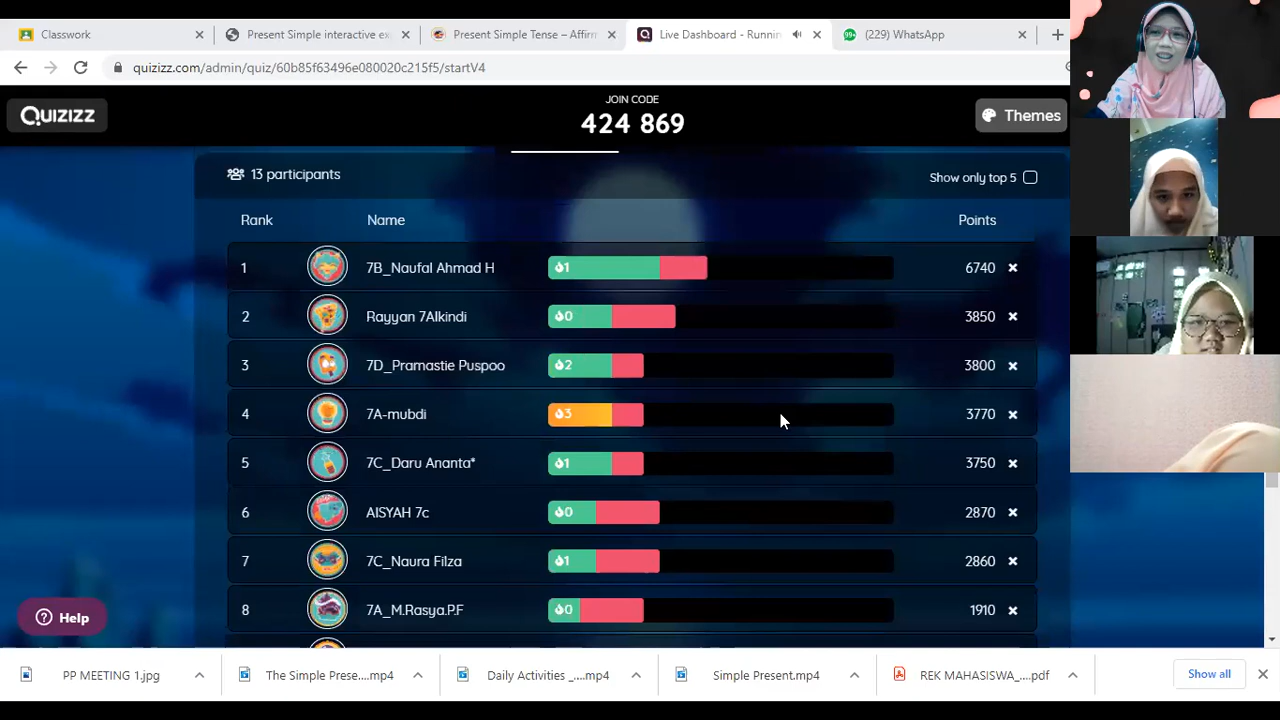 Classwork
Present Simple interactive ex
Present Simple Tense – Affirm
Live Dashboard - Runnin
(229) WhatsApp
99+
quizizz.com/admin/quiz/60b85f63496e080020c215f5/startV4
QUIZIZZ
JOIN CODE
424 869
Themes
13 participants
Show only top 5
Rank Name Points
1 7B_Naufal Ahmad H 1 6740
2 Rayyan 7Alkindi 0 3850
3 7D_Pramastie Puspoo 2 3800
4 7A-mubdi 3 3770
5 7C_Daru Ananta* 1 3750
6 AISYAH 7c 0 2870
7 7C_Naura Filza 1 2860
8 7A_M.Rasya.P.F 0 1910
Help
PP MEETING 1.jpg
The Simple Prese....mp4
Daily Activities _....mp4
Simple Present.mp4
REK MAHASISWA_....pdf
Show all